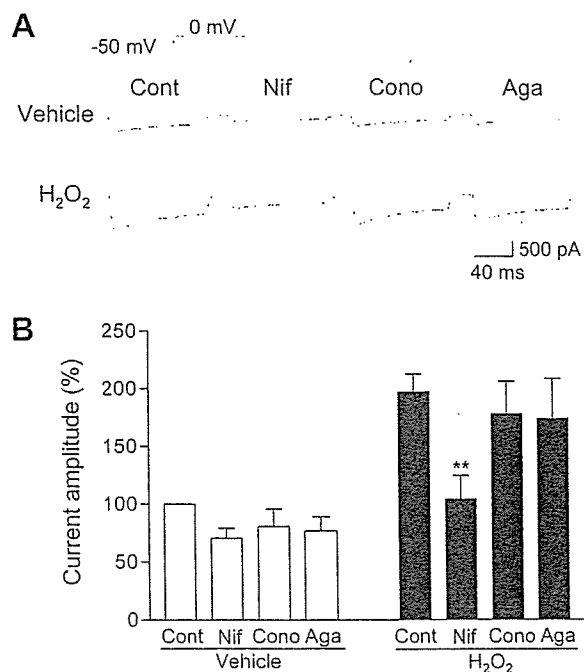 A
0 mV
-50 mV
Cont Nif Cono Aga
Vehicle
H₂O₂
500 pA
40 ms
B
Current amplitude (%)
250
200
150
100
50
0
**
Cont Nif Cono Aga Cont Nif Cono Aga
Vehicle H₂O₂